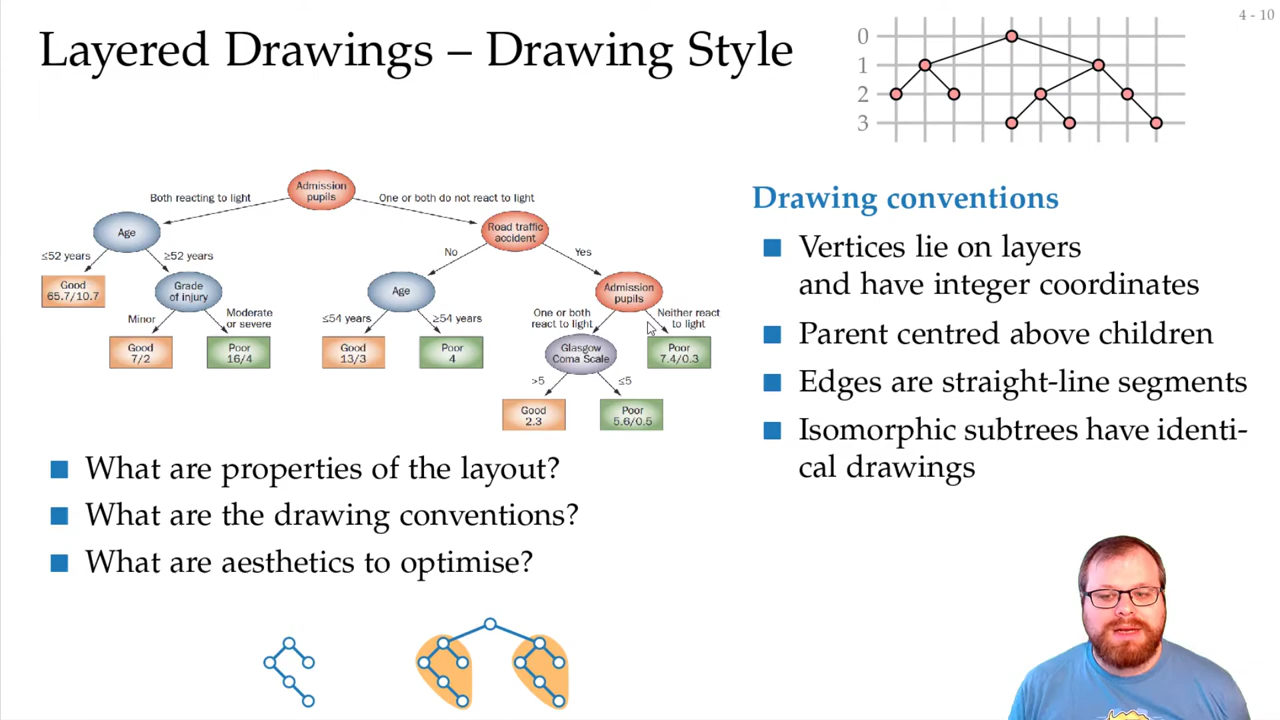 4 - 10
Layered Drawings – Drawing Style
0
1
2
3
Admission
pupils
Both reacting to light
One or both do not react to light
Age
Road traffic
accident
≤52 years
≥52 years
No
Yes
Good
65.7/10.7
Grade
of injury
Age
Admission
pupils
Minor
Moderate
or severe
≤54 years
≥54 years
One or both
react to light
Neither react
to light
Good
7/2
Poor
16/4
Good
13/3
Poor
4
Glasgow
Coma Scale
Poor
7.4/0.3
>5
≤5
Good
2.3
Poor
5.6/0.5
What are properties of the layout?
What are the drawing conventions?
What are aesthetics to optimise?
Drawing conventions
Vertices lie on layers
and have integer coordinates
Parent centred above children
Edges are straight-line segments
Isomorphic subtrees have identi-
cal drawings